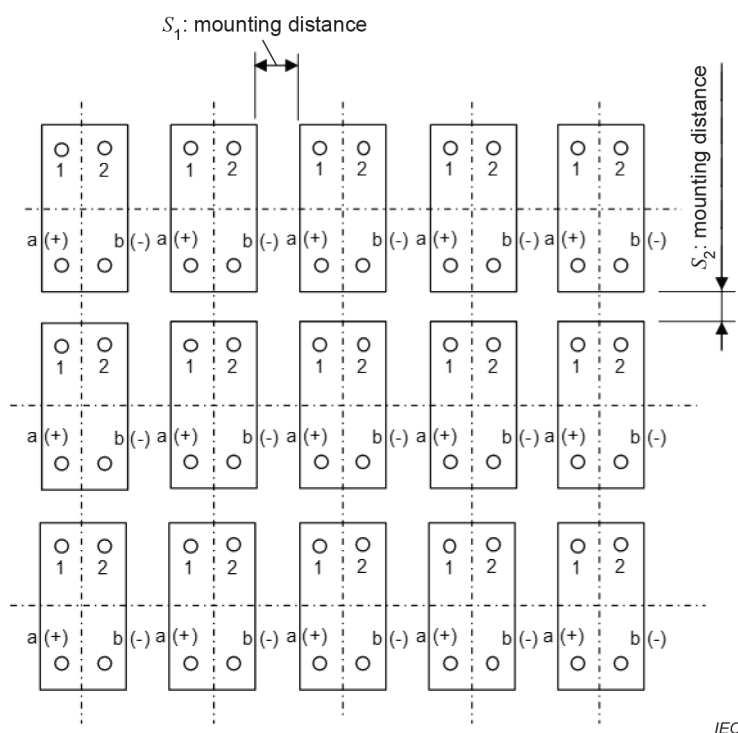 S1: mounting distance
S2: mounting distance
1 2 1 2 1 2 1 2 1 2
a (+) b (-) a (+) b (-) a (+) b (-) a (+) b (-) a (+) b (-)
1 2 1 2 1 2 1 2 1 2
a (+) b (-) a (+) b (-) a (+) b (-) a (+) b (-) a (+) b (-)
1 2 1 2 1 2 1 2 1 2
a (+) b (-) a (+) b (-) a (+) b (-) a (+) b (-) a (+) b (-)
IEC